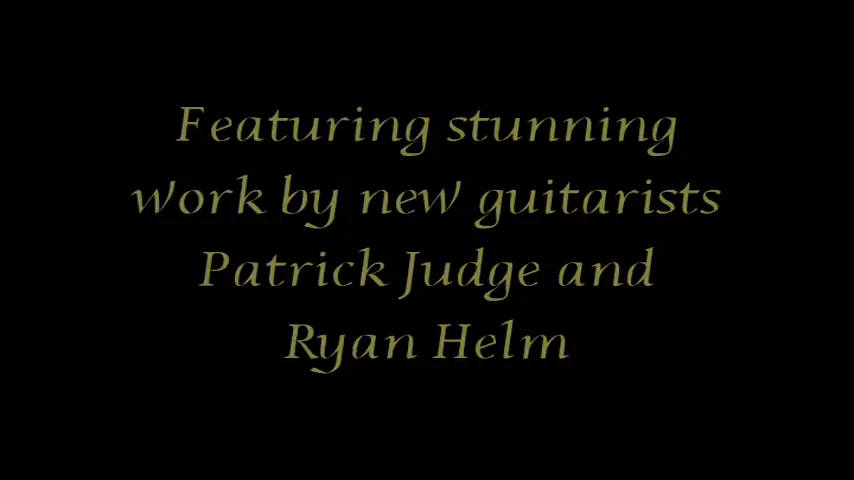 Featuring stunning
work by new guitarists
Patrick Judge and
Ryan Helm